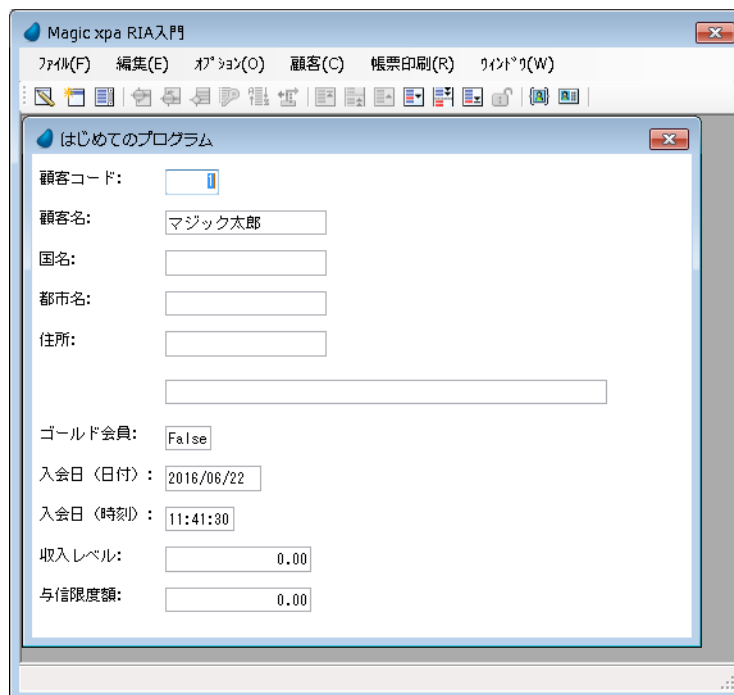 Magic xpa RIA入門
ﾌｧｲﾙ(F) 編集(E) ｵﾌﾟｼｮﾝ(O) 顧客(C) 帳票印刷(R) ｳｨﾝﾄﾞｳ(W)
はじめてのプログラム
顧客コード: 1
顧客名: マジック太郎
国名:
都市名:
住所:
ゴールド会員: False
入会日（日付）: 2016/06/22
入会日（時刻）: 11:41:30
収入レベル: 0.00
与信限度額: 0.00